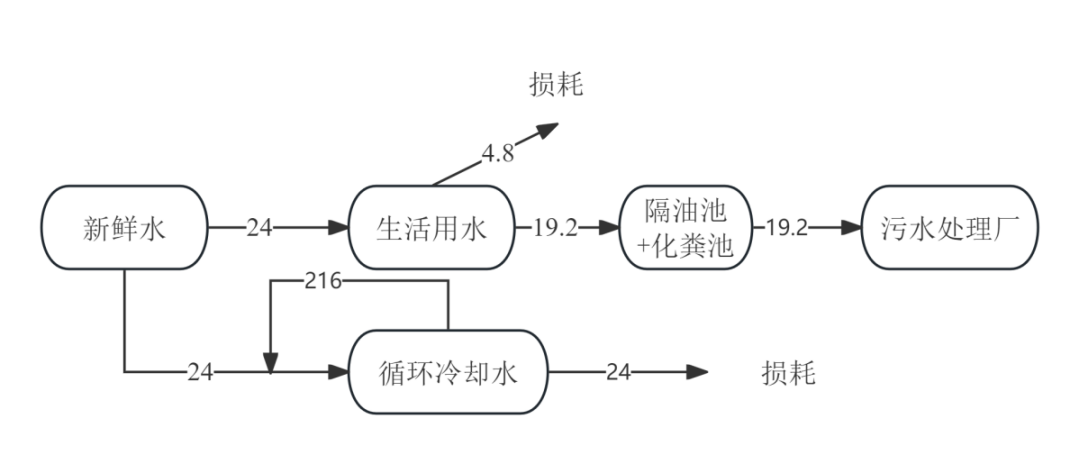 损耗
4.8
新鲜水
24
生活用水
19.2
隔油池
+化粪池
19.2
污水处理厂
216
24
循环冷却水
24
损耗